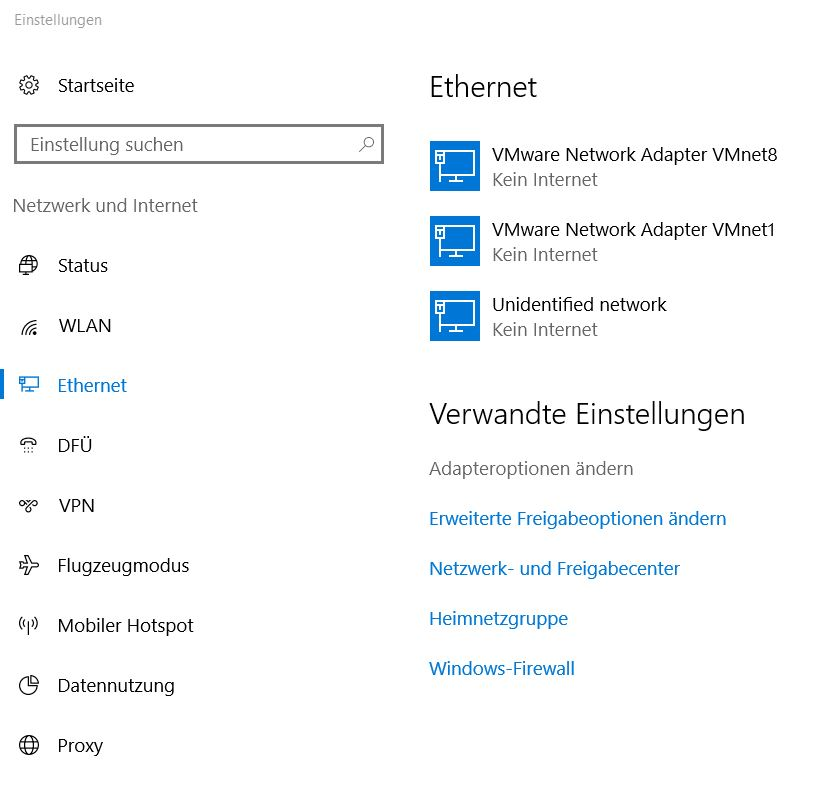 Einstellungen
Startseite
Einstellung suchen
Netzwerk und Internet
Status
WLAN
Ethernet
DFÜ
VPN
Flugzeugmodus
Mobiler Hotspot
Datennutzung
Proxy
Ethernet
VMware Network Adapter VMnet8
Kein Internet
VMware Network Adapter VMnet1
Kein Internet
Unidentified network
Kein Internet
Verwandte Einstellungen
Adapteroptionen ändern
Erweiterte Freigabeoptionen ändern
Netzwerk- und Freigabecenter
Heimnetzgruppe
Windows-Firewall